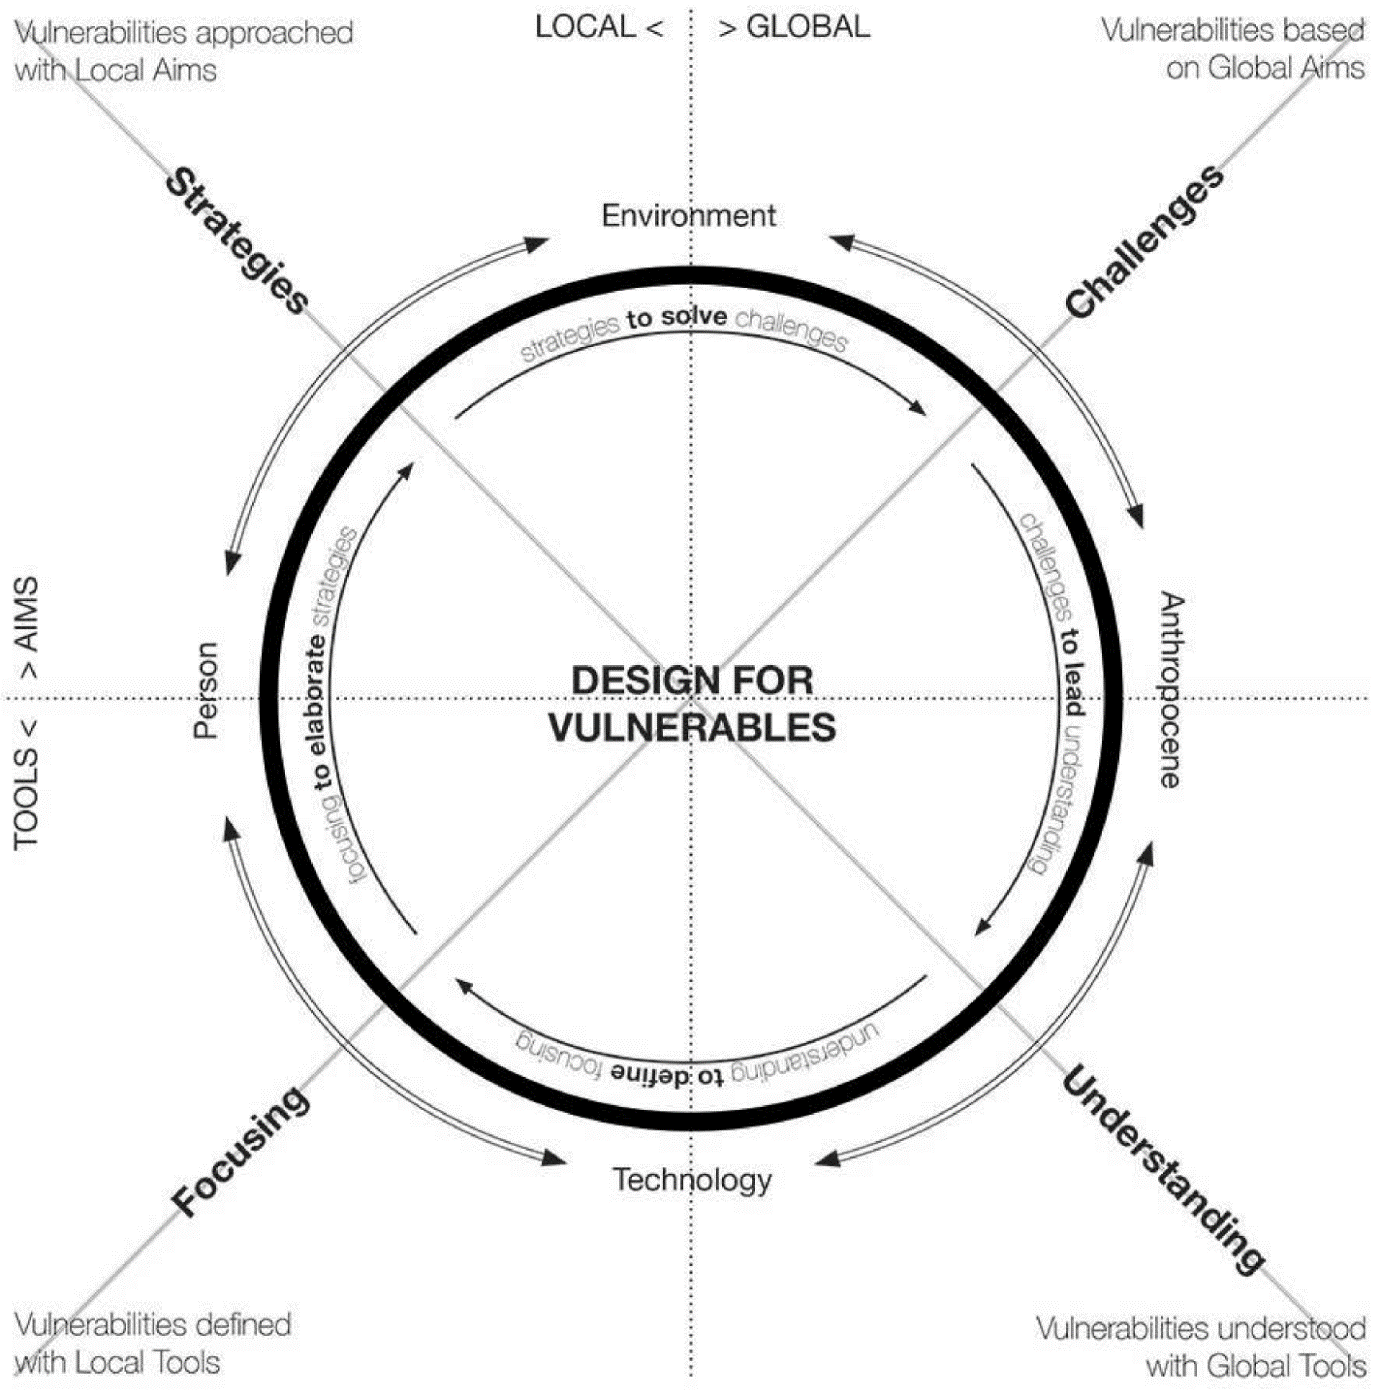 Vulnerabilities approached
with Local Aims
LOCAL < > GLOBAL
Vulnerabilities based
on Global Aims
Strategies
Challenges
Environment
strategies to solve challenges
challenges to lead understanding
focusing to elaborate strategies
understanding to define focusing
DESIGN FOR
VULNERABLES
TOOLS < > AIMS
Person
Anthropocene
Technology
Focusing
Understanding
Vulnerabilities defined
with Local Tools
Vulnerabilities understood
with Global Tools